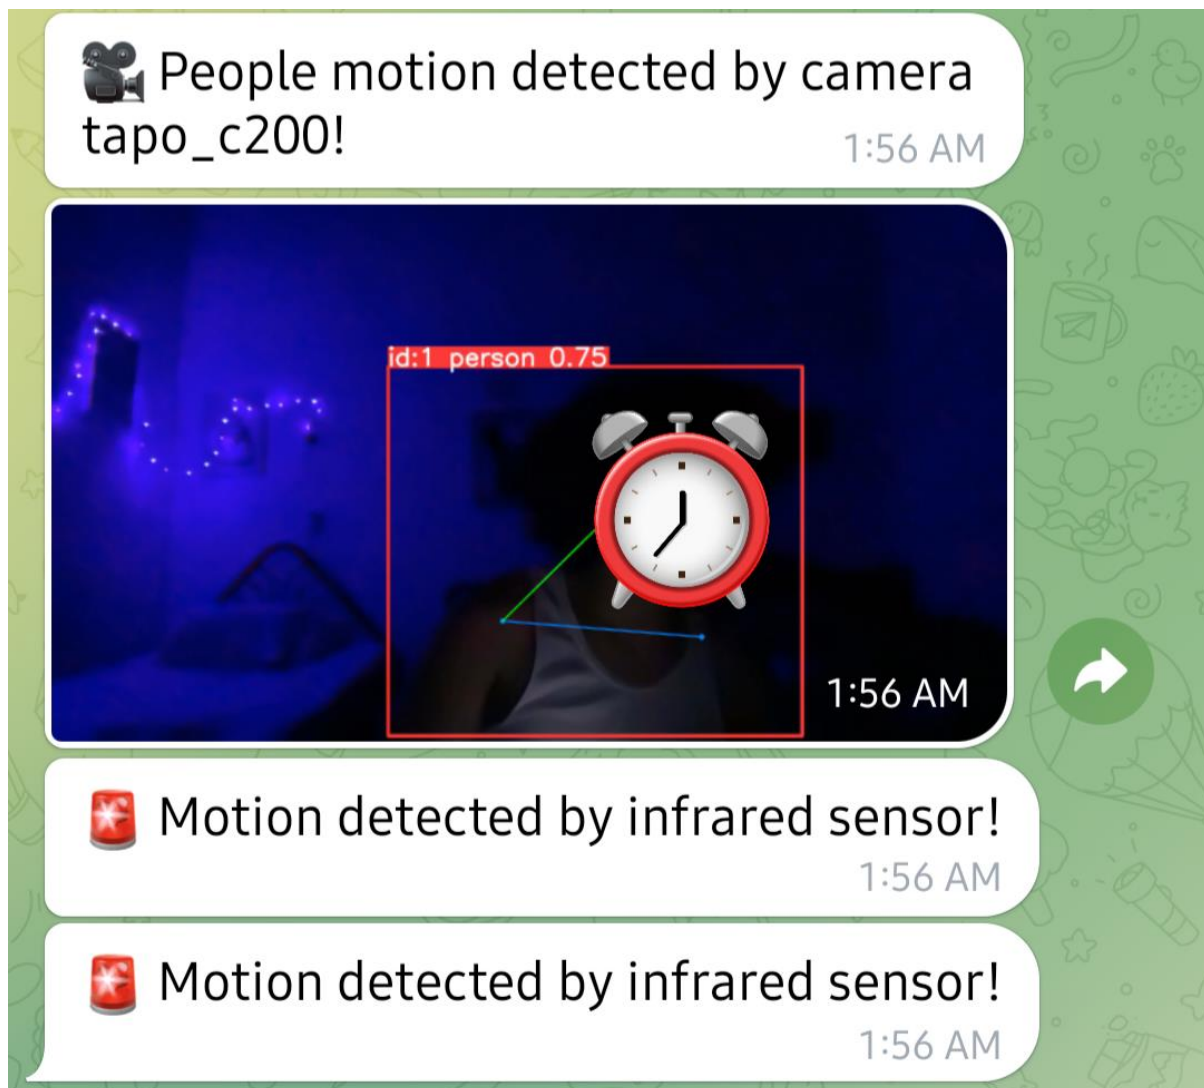 🎥 People motion detected by camera
tapo_c200!
1:56 AM
id:1 person 0.75
1:56 AM
🚨 Motion detected by infrared sensor!
1:56 AM
🚨 Motion detected by infrared sensor!
1:56 AM